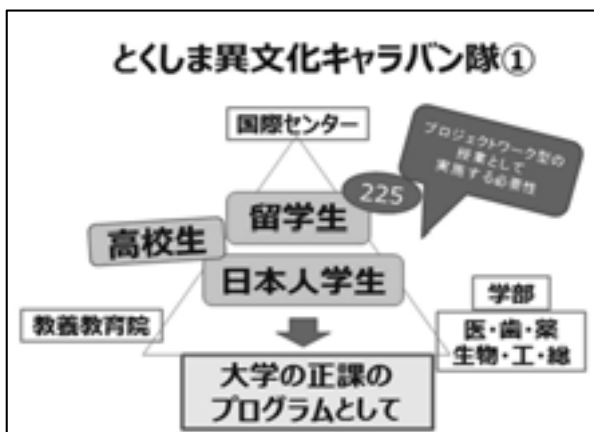 とくしま異文化キャラバン隊①
国際センター
プロジェクトワーク型の
授業として
実施する必要性
225
留学生
高校生
日本人学生
教養教育院
学部
医・歯・薬
生物・工・総
大学の正課の
プログラムとして